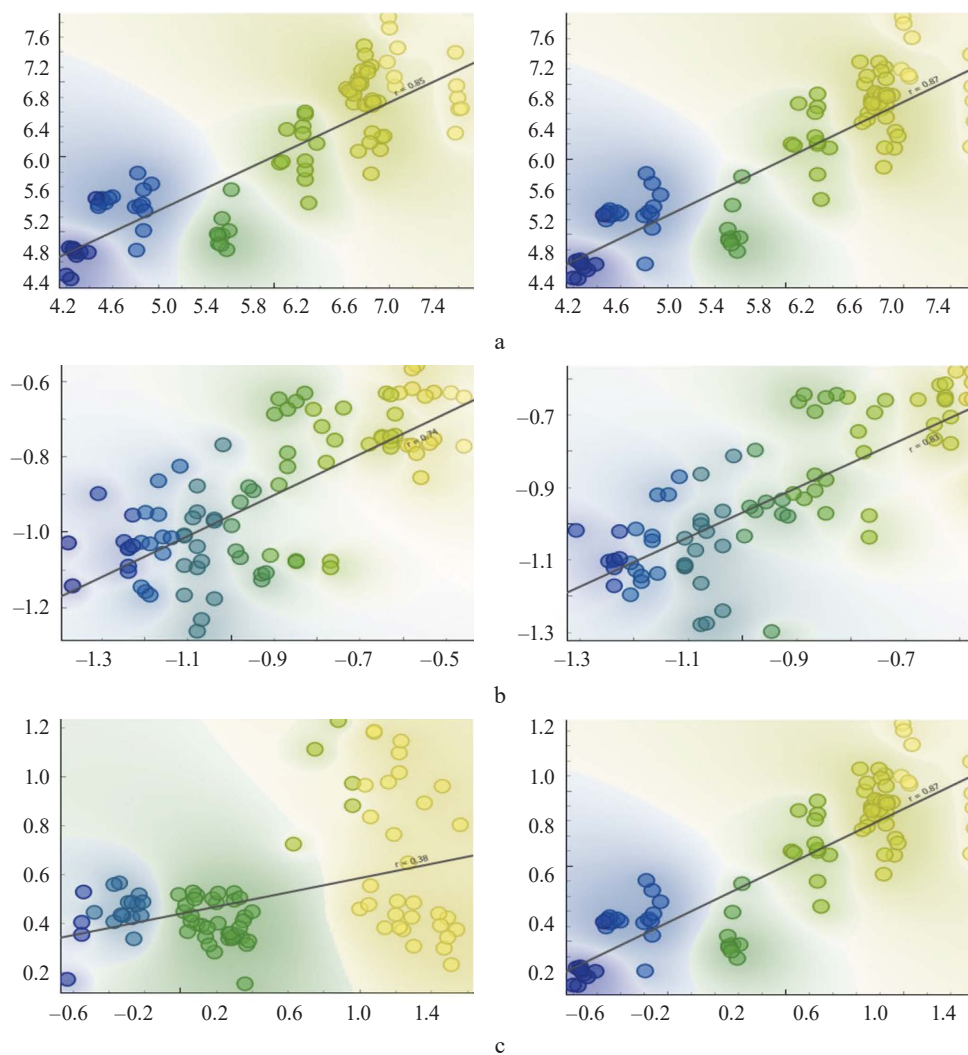 7.6
7.2
6.8
6.4
6.0
5.6
5.2
4.8
4.4
r = 0.85
4.2 4.6 5.0 5.4 5.8 6.2 6.6 7.0 7.4
7.6
7.2
6.8
6.4
6.0
5.6
5.2
4.8
4.4
r = 0.87
4.2 4.6 5.0 5.4 5.8 6.2 6.6 7.0 7.4
a
–0.6
–0.8
–1.0
–1.2
r = 0.74
–1.3 –1.1 –0.9 –0.7 –0.5
–0.7
–0.9
–1.1
–1.3
r = 0.83
–1.3 –1.1 –0.9 –0.7
b
1.2
1.0
0.8
0.6
0.4
0.2
r = 0.38
–0.6 –0.2 0.2 0.6 1.0 1.4
1.2
1.0
0.8
0.6
0.4
0.2
r = 0.87
–0.6 –0.2 0.2 0.6 1.0 1.4
c